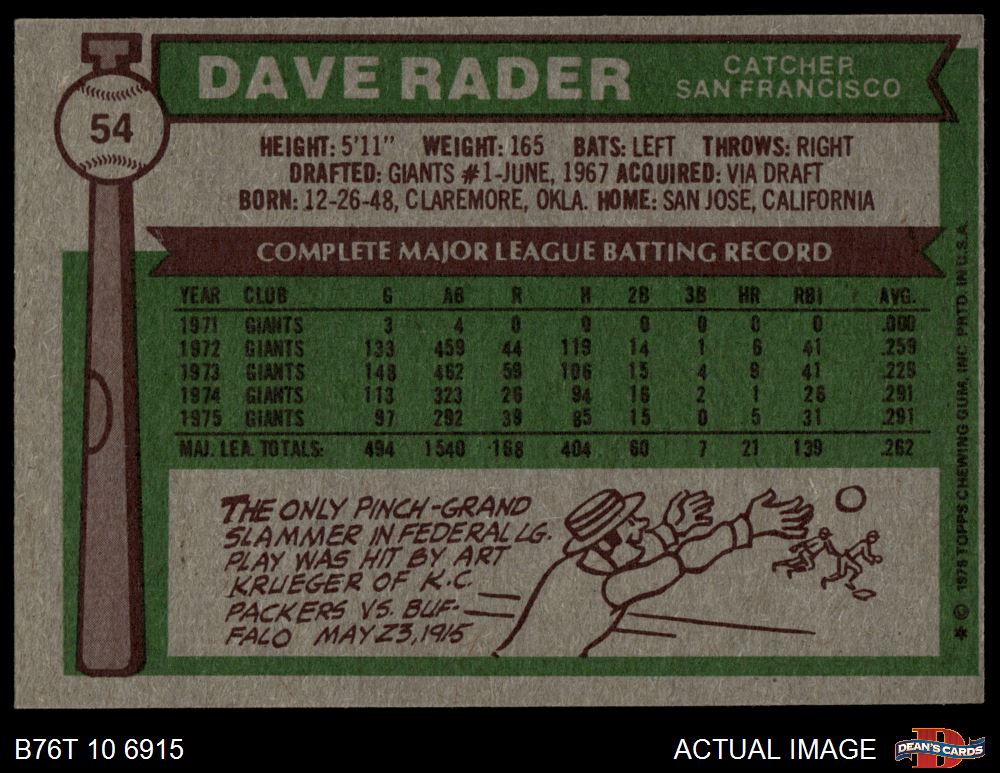 54
DAVE RADER
CATCHER
SAN FRANCISCO
HEIGHT: 5'11" WEIGHT: 165 BATS: LEFT THROWS: RIGHT
DRAFTED: GIANTS #1-JUNE, 1967 ACQUIRED: VIA DRAFT
BORN: 12-26-48, CLAREMORE, OKLA. HOME: SAN JOSE, CALIFORNIA
COMPLETE MAJOR LEAGUE BATTING RECORD
YEAR CLUB G AB R H 2B 3B HR RBI AVG.
1971 GIANTS 3 4 0 0 0 0 0 0 .000
1972 GIANTS 133 459 44 119 14 1 6 41 .259
1973 GIANTS 148 462 59 106 15 4 9 41 .229
1974 GIANTS 113 323 26 94 16 2 1 26 .291
1975 GIANTS 97 292 39 85 15 0 5 31 .291
MAJ. LEA. TOTALS: 494 1540 168 404 60 7 21 139 .262
THE ONLY PINCH-GRAND
SLAMMER IN FEDERAL LG.
PLAY WAS HIT BY ART
KRUEGER OF K.C.
PACKERS VS. BUF-
FALO MAY 23, 1915
* © 1976 TOPPS CHEWING GUM, INC. PRTD. IN U.S.A.
B76T 10 6915
ACTUAL IMAGE
D
DEAN'S CARDS